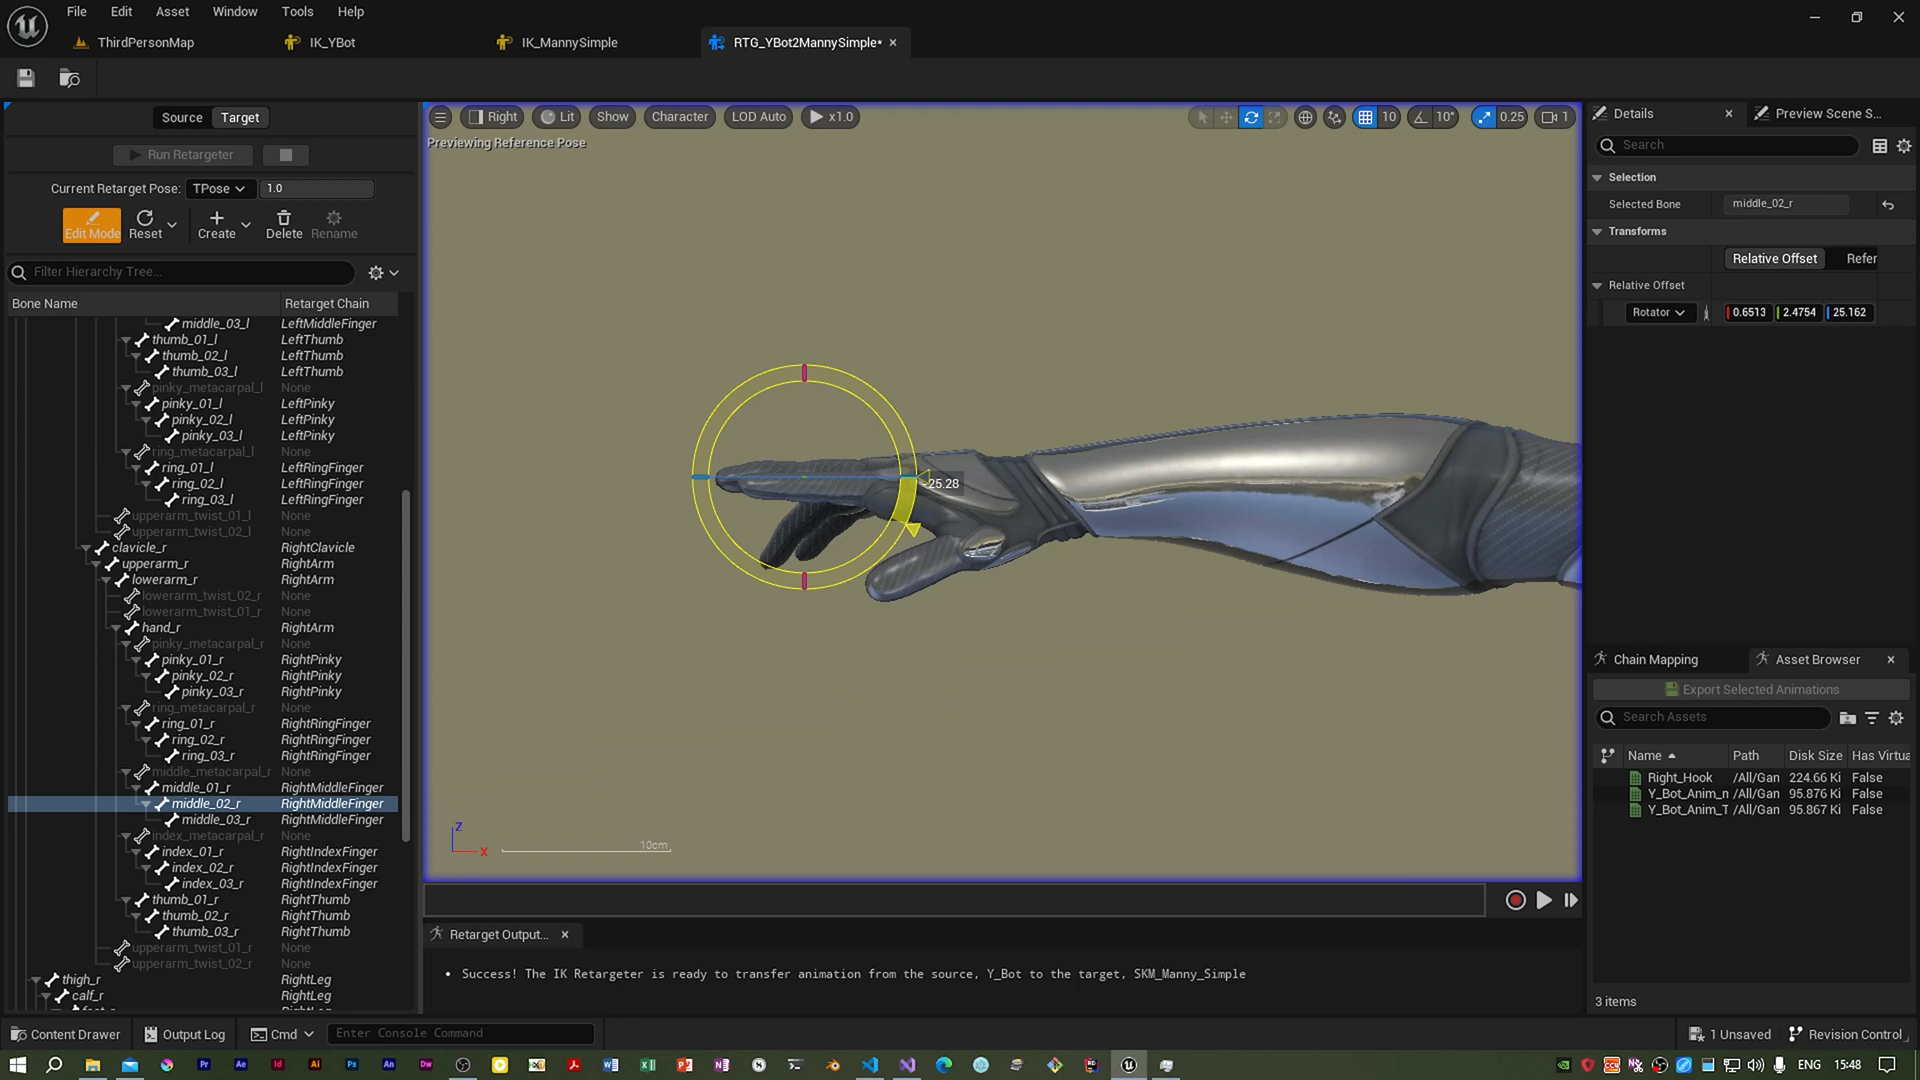 File Edit Asset Window Tools Help
ThirdPersonMap
IK_YBot
IK_MannySimple
RTG_YBot2MannySimple*
Source
Target
Run Retargeter
Current Retarget Pose:
TPose
1.0
Edit Mode
Reset
Create
Delete
Rename
Filter Hierarchy Tree...
Bone Name Retarget Chain
middle_03_l LeftMiddleFinger
thumb_01_l LeftThumb
thumb_02_l LeftThumb
thumb_03_l LeftThumb
pinky_metacarpal_l None
pinky_01_l LeftPinky
pinky_02_l LeftPinky
pinky_03_l LeftPinky
ring_metacarpal_l None
ring_01_l LeftRingFinger
ring_02_l LeftRingFinger
ring_03_l LeftRingFinger
upperarm_twist_01_l None
upperarm_twist_02_l None
clavicle_r RightClavicle
upperarm_r RightArm
lowerarm_r RightArm
lowerarm_twist_02_r None
lowerarm_twist_01_r None
hand_r RightArm
pinky_metacarpal_r None
pinky_01_r RightPinky
pinky_02_r RightPinky
pinky_03_r RightPinky
ring_metacarpal_r None
ring_01_r RightRingFinger
ring_02_r RightRingFinger
ring_03_r RightRingFinger
middle_metacarpal_r None
middle_01_r RightMiddleFinger
middle_02_r RightMiddleFinger
middle_03_r RightMiddleFinger
index_metacarpal_r None
index_01_r RightIndexFinger
index_02_r RightIndexFinger
index_03_r RightIndexFinger
thumb_01_r RightThumb
thumb_02_r RightThumb
thumb_03_r RightThumb
upperarm_twist_01_r None
upperarm_twist_02_r None
thigh_r RightLeg
calf_r RightLeg
Right
Lit
Show
Character
LOD Auto
x1.0
10
10°
0.25
1
Previewing Reference Pose
-25.28
Z
X
10cm
Retarget Output...
• Success! The IK Retargeter is ready to transfer animation from the source, Y_Bot to the target, SKM_Manny_Simple
Details
Preview Scene S...
Search
Selection
Selected Bone
middle_02_r
Transforms
Relative Offset
Refer
Relative Offset
Rotator
0.6513
2.4754
25.162
Chain Mapping
Asset Browser
Export Selected Animations
Search Assets
Name Path Disk Size Has Virtua
Right_Hook /All/Gan 224.66 Ki False
Y_Bot_Anim_n /All/Gan 95.876 Ki False
Y_Bot_Anim_T /All/Gan 95.867 Ki False
3 items
Content Drawer
Output Log
Cmd
Enter Console Command
1 Unsaved
Revision Control
Pr
Ae
Id
Ai
Ps
An
Dw
ENG
15:48